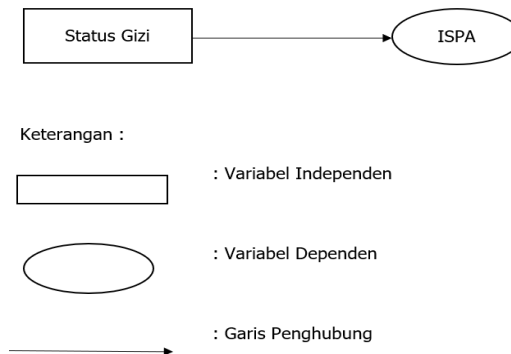 Status Gizi
ISPA
Keterangan :
: Variabel Independen
: Variabel Dependen
: Garis Penghubung